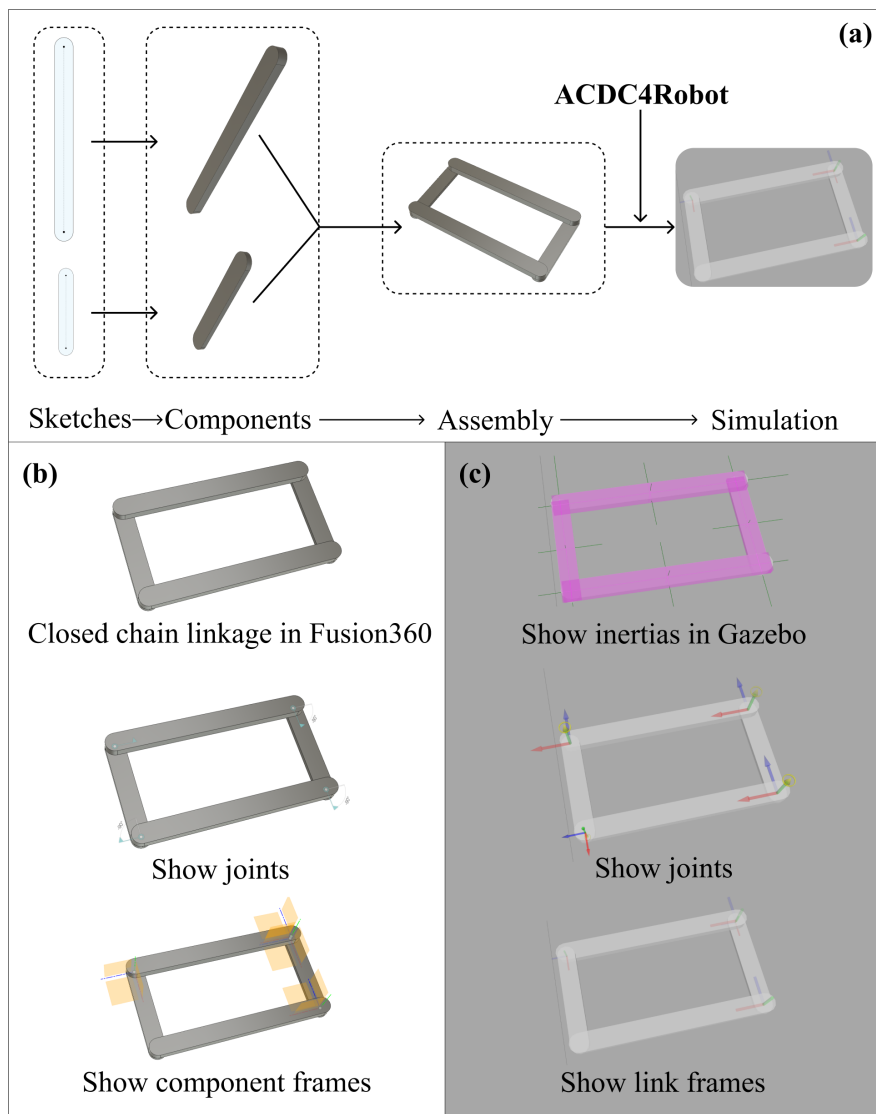 (a)
ACDC4Robot
Sketches Components Assembly Simulation
(b)
Closed chain linkage in Fusion360
Show joints
Show component frames
(c)
Show inertias in Gazebo
Show joints
Show link frames